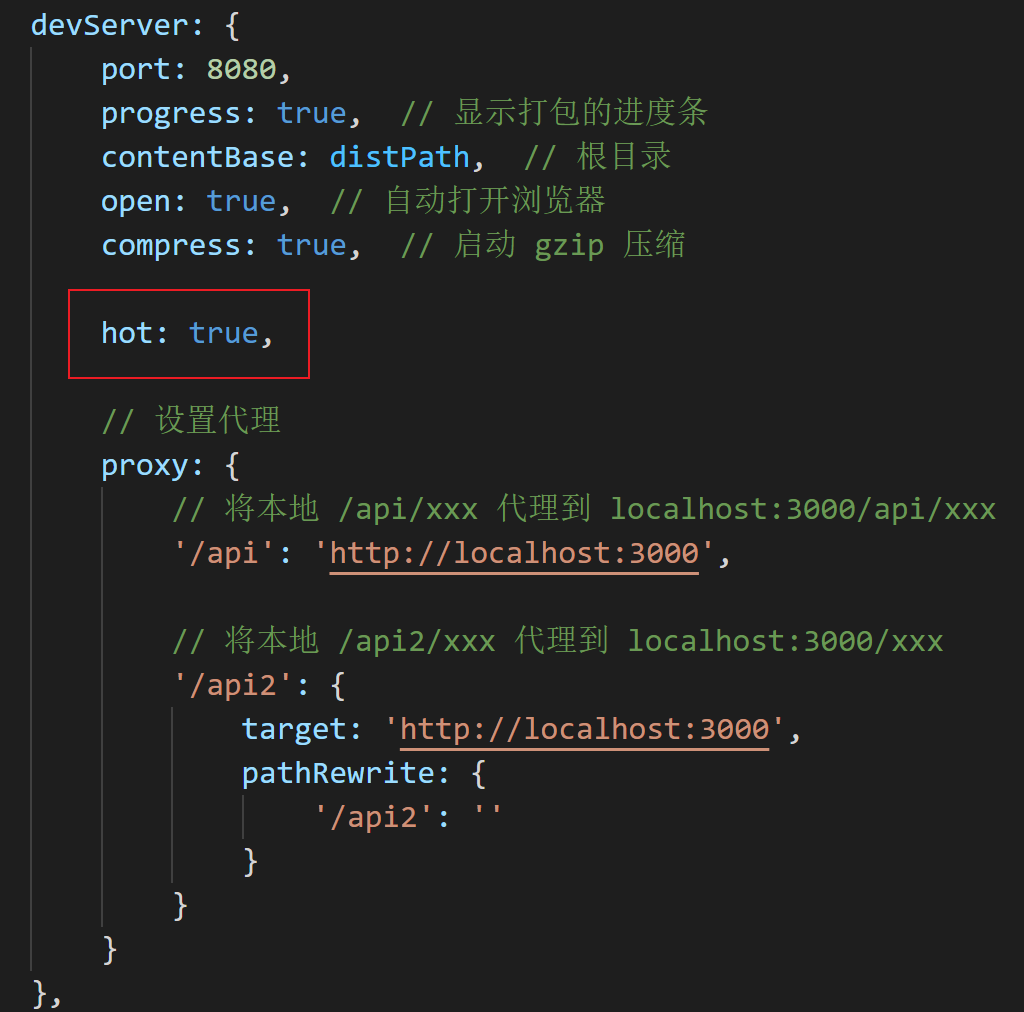 devServer: {
port: 8080,
progress: true,  // 显示打包的进度条
contentBase: distPath,  // 根目录
open: true,  // 自动打开浏览器
compress: true,  // 启动 gzip 压缩
hot: true,
// 设置代理
proxy: {
// 将本地 /api/xxx 代理到 localhost:3000/api/xxx
'/api': 'http://localhost:3000',
// 将本地 /api2/xxx 代理到 localhost:3000/xxx
'/api2': {
target: 'http://localhost:3000',
pathRewrite: {
'/api2': ''
}
}
}
},